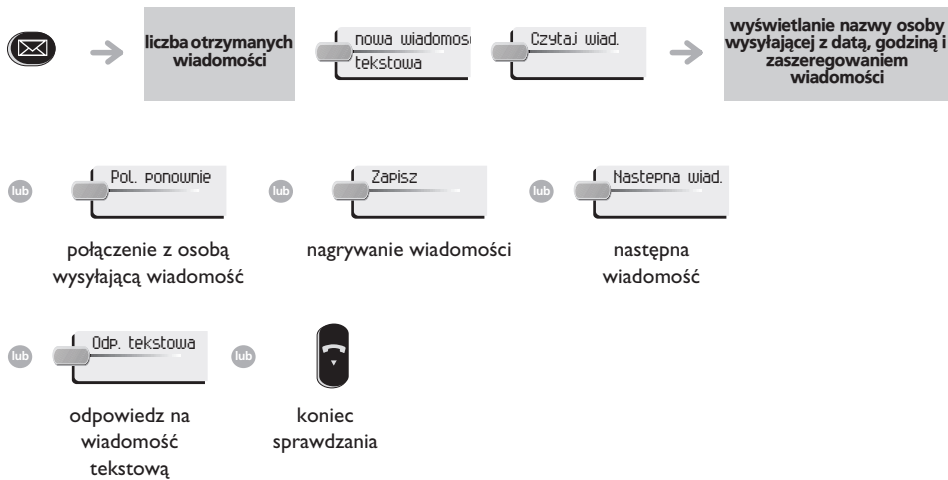 liczba otrzymanych
wiadomości
nowa wiadomosc
tekstowa
Czytaj wiad.
wyświetlanie nazwy osoby
wysyłającej z datą, godziną i
zaszeregowaniem
wiadomości
lub
Pol. ponownie
lub
Zapisz
lub
Nastepna wiad.
połączenie z osobą
wysyłającą wiadomość
nagrywanie wiadomości
następna
wiadomość
lub
Odp. tekstowa
lub
odpowiedz na
wiadomość
tekstową
koniec
sprawdzania